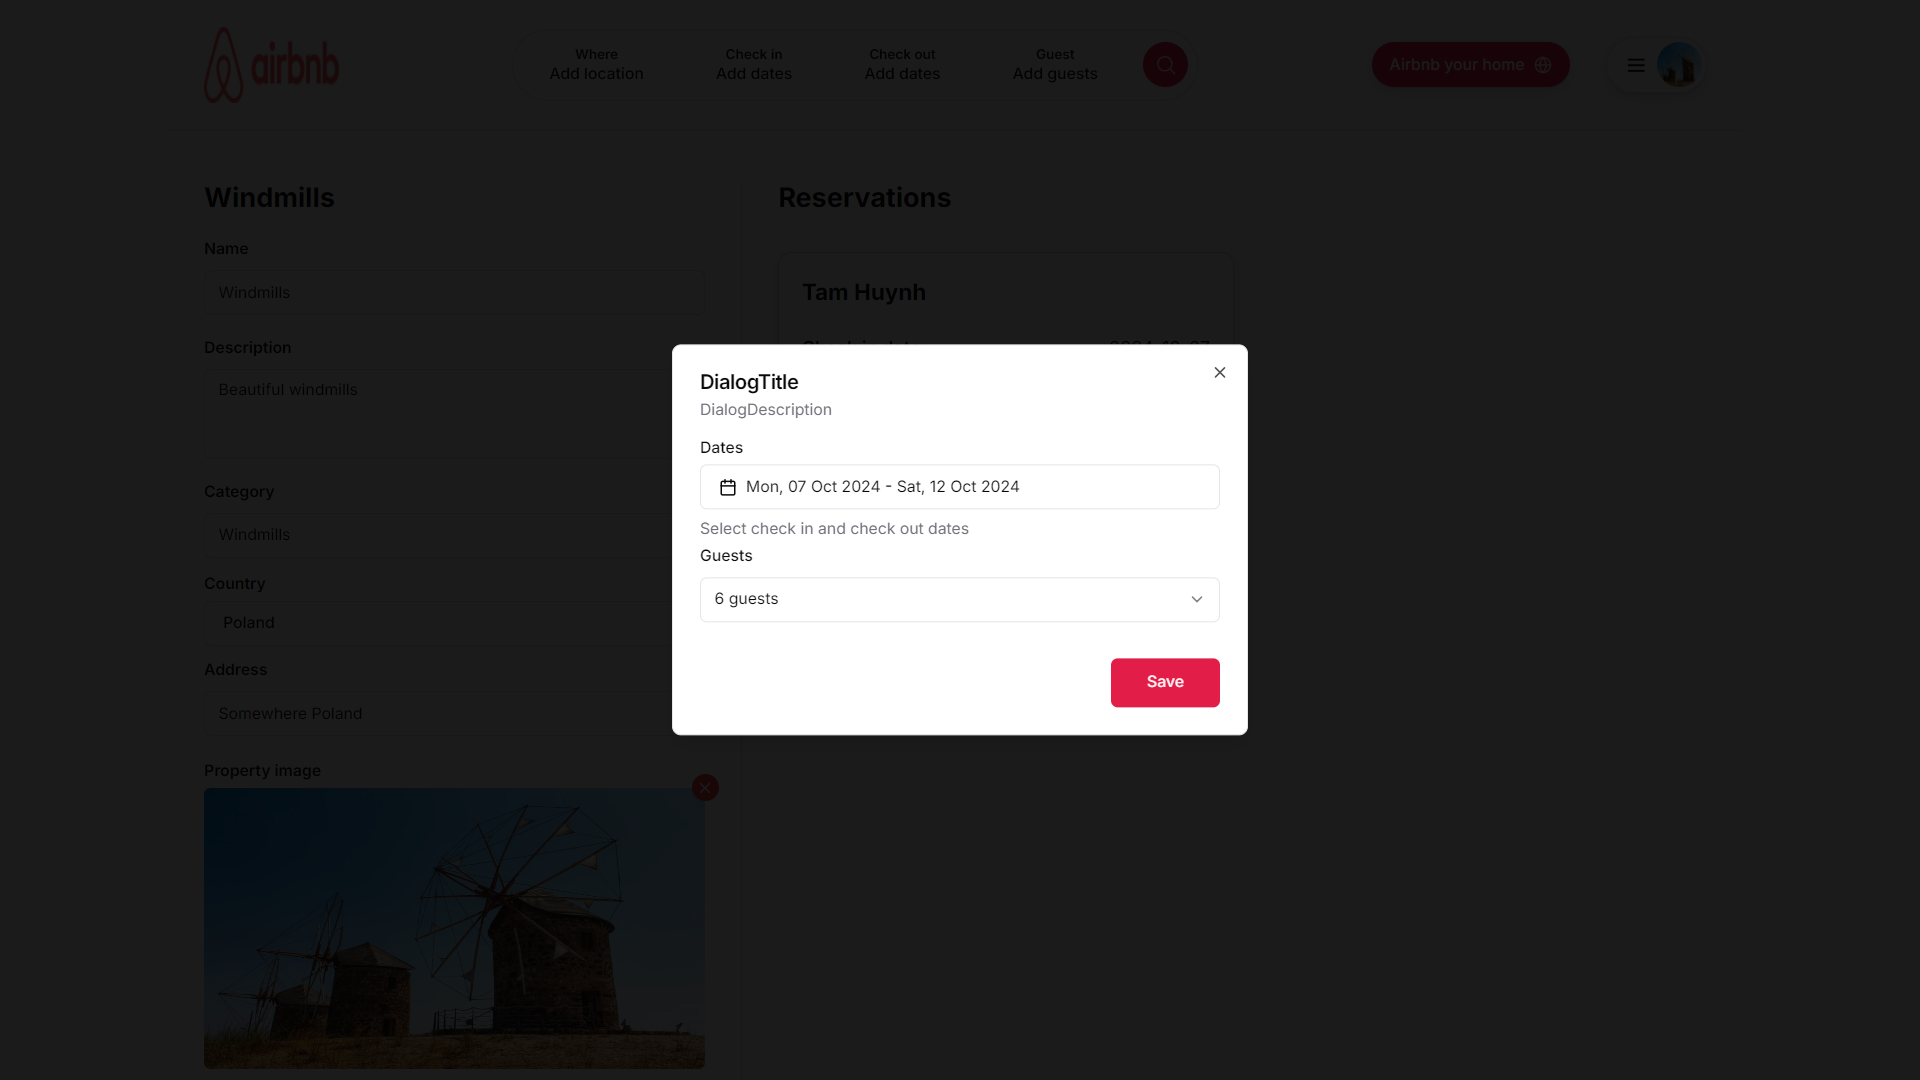 airbnb
Where
Add location
Check in
Add dates
Check out
Add dates
Guest
Add guests
Airbnb your home
Windmills
Name
Windmills
Description
Beautiful windmills
Category
Windmills
Country
Poland
Address
Somewhere Poland
Property image
Reservations
Tam Huynh
DialogTitle
DialogDescription
Dates
Mon, 07 Oct 2024 - Sat, 12 Oct 2024
Select check in and check out dates
Guests
6 guests
Save